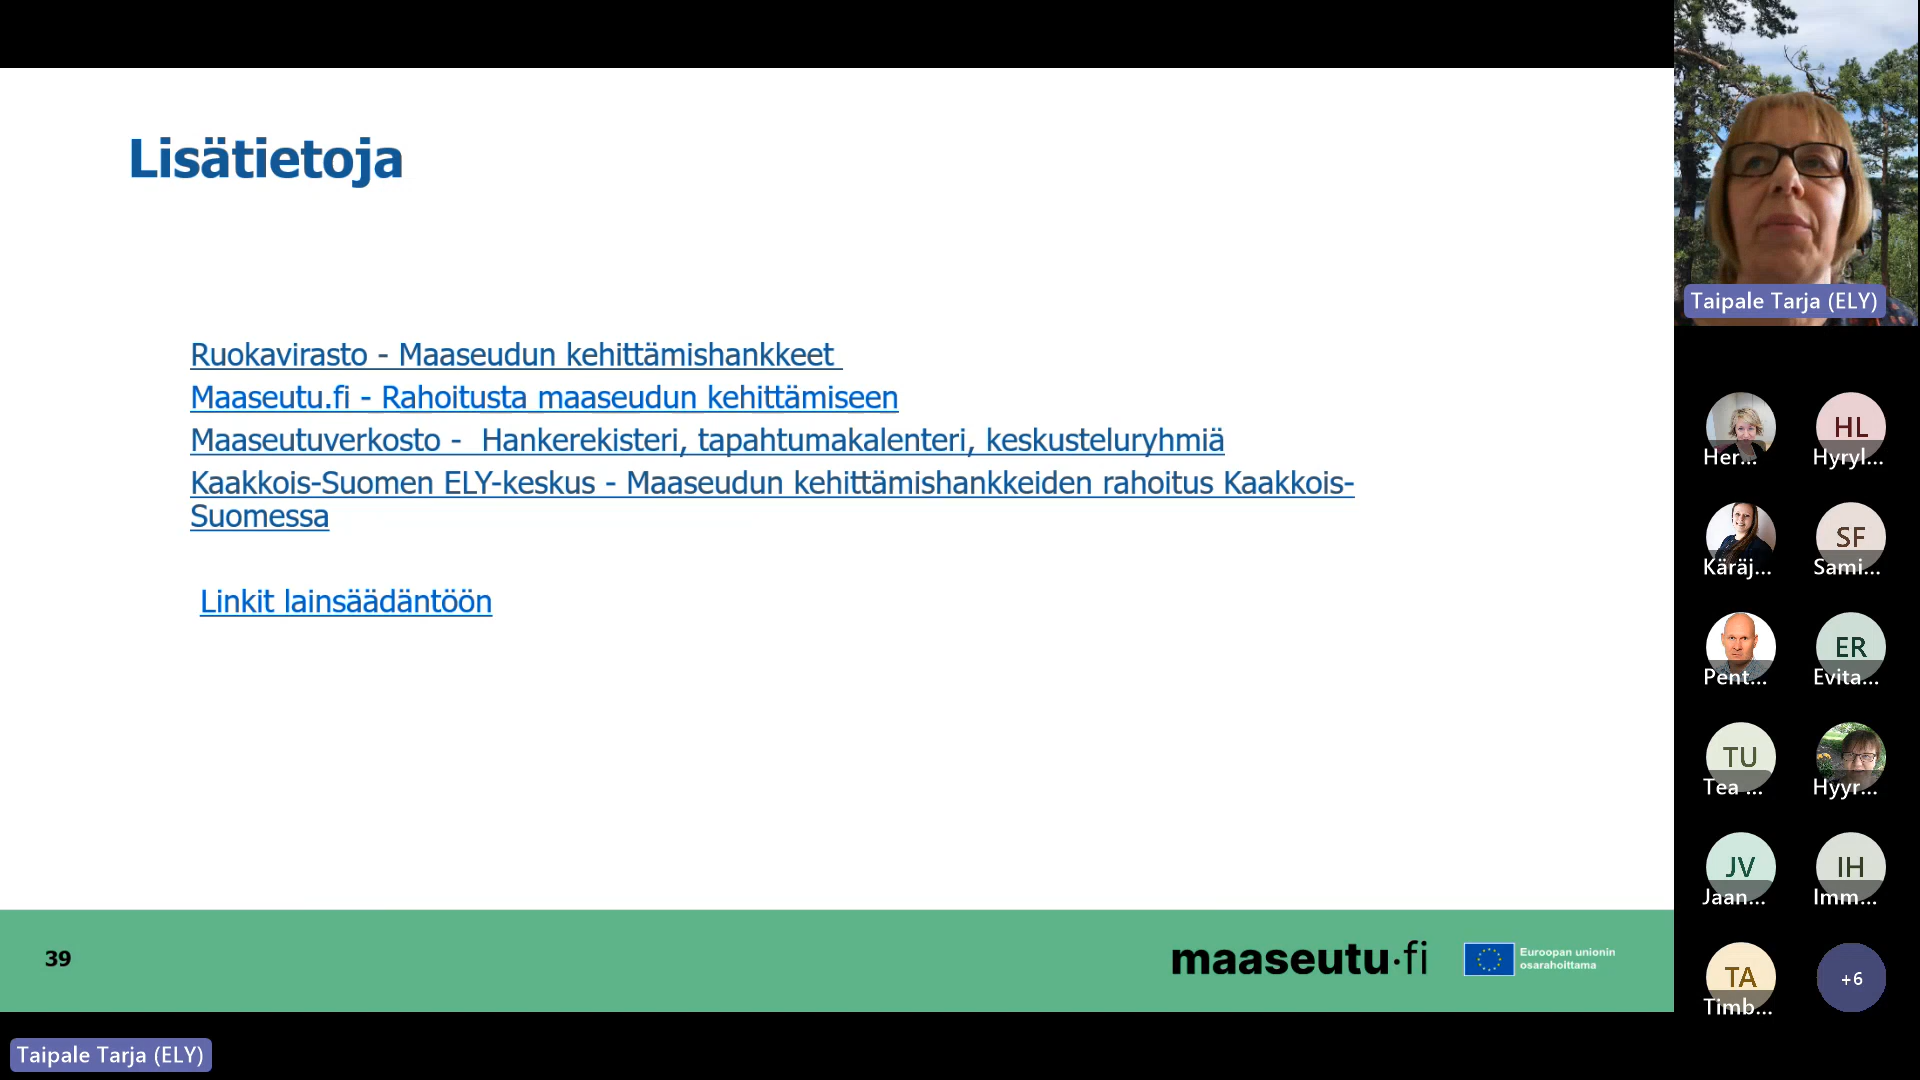 Lisätietoja
Ruokavirasto - Maaseudun kehittämishankkeet
Maaseutu.fi - Rahoitusta maaseudun kehittämiseen
Maaseutuverkosto -  Hankerekisteri, tapahtumakalenteri, keskusteluryhmiä
Kaakkois-Suomen ELY-keskus - Maaseudun kehittämishankkeiden rahoitus Kaakkois-
Suomessa
Linkit lainsäädäntöön
39
maaseutu.fi
Euroopan unionin
osarahoittama
Taipale Tarja (ELY)
Taipale Tarja (ELY)
Her...
HL
Hyryl...
Käräj...
SF
Sami...
Pent...
ER
Evita...
TU
Tea ...
Hyyr...
JV
Jaan...
IH
Imm...
TA
Timb...
+6